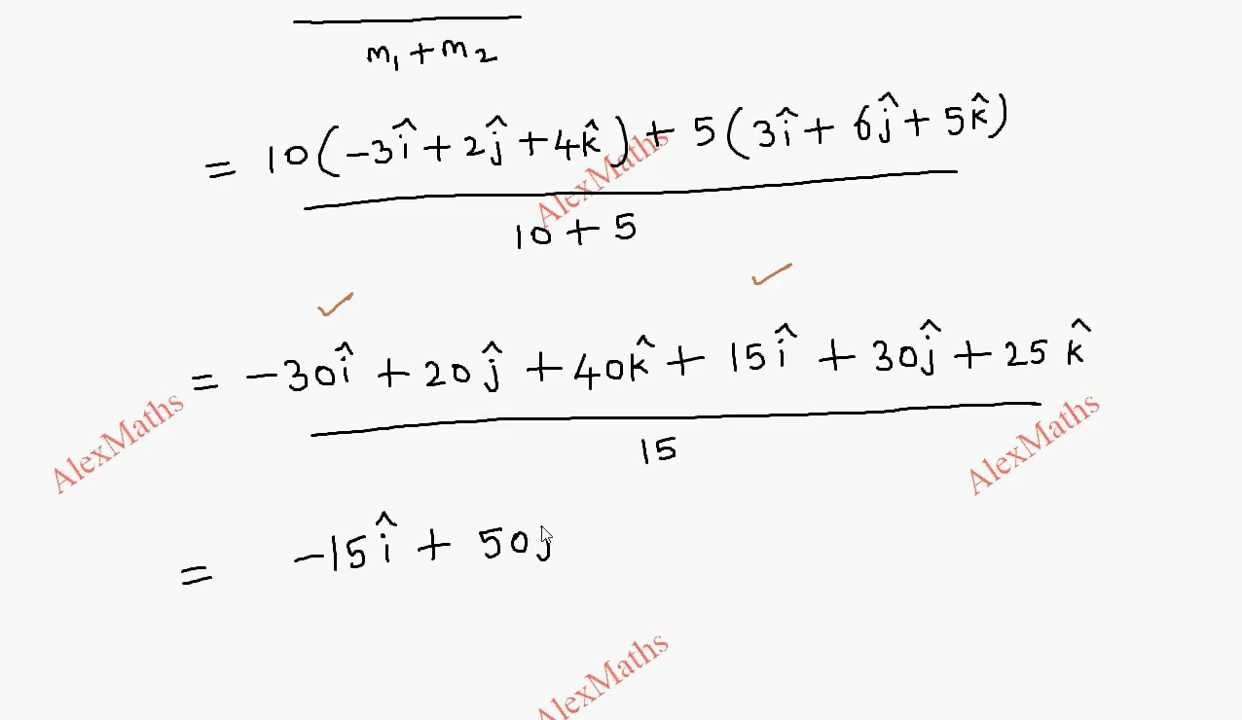 m₁ + m₂
= 10(-3î + 2ĵ + 4k̂) + 5(3î + 6ĵ + 5k̂)
10 + 5
= -30î + 20ĵ + 40k̂ + 15î + 30ĵ + 25k̂
15
= -15î + 50j
AlexMaths
AlexMaths
AlexMaths
AlexMaths